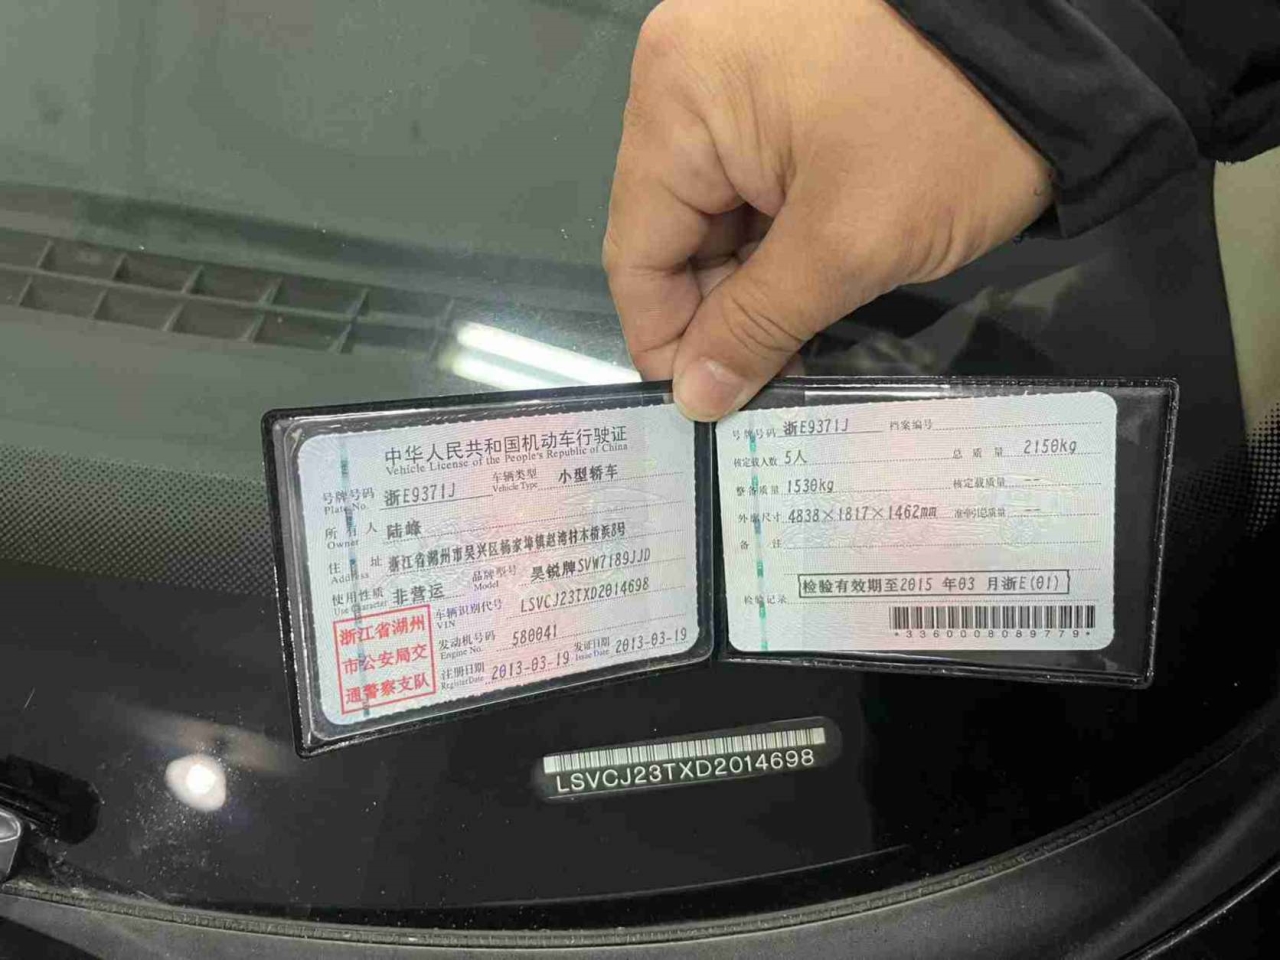 中华人民共和国机动车行驶证
Vehicle License of the People's Republic of China
号牌号码 浙E9371J 车辆类型 小型轿车
Plate No. Vehicle Type
所有人 陆峰
Owner
住址 浙江省湖州市吴兴区杨家埠镇赵湾村木桥浜8号
Address
使用性质 非营运 品牌型号 昊锐牌SVW7189JJD
Use Character Model
浙江省湖州
市公安局交
通警察支队
车辆识别代号 LSVCJ23TXD2014698
VIN
发动机号码 580041
Engine No.
注册日期 2013-03-19 发证日期 2013-03-19
Register Date Issue Date
号牌号码 浙E9371J 档案编号
核定载人数 5人 总质量 2150kg
整备质量 1530kg 核定载质量 --
外廓尺寸 4838×1817×1462mm 准牵引总质量 --
备注
检验有效期至2015年03月浙E(01)
检验记录
*3360008089779*
LSVCJ23TXD2014698